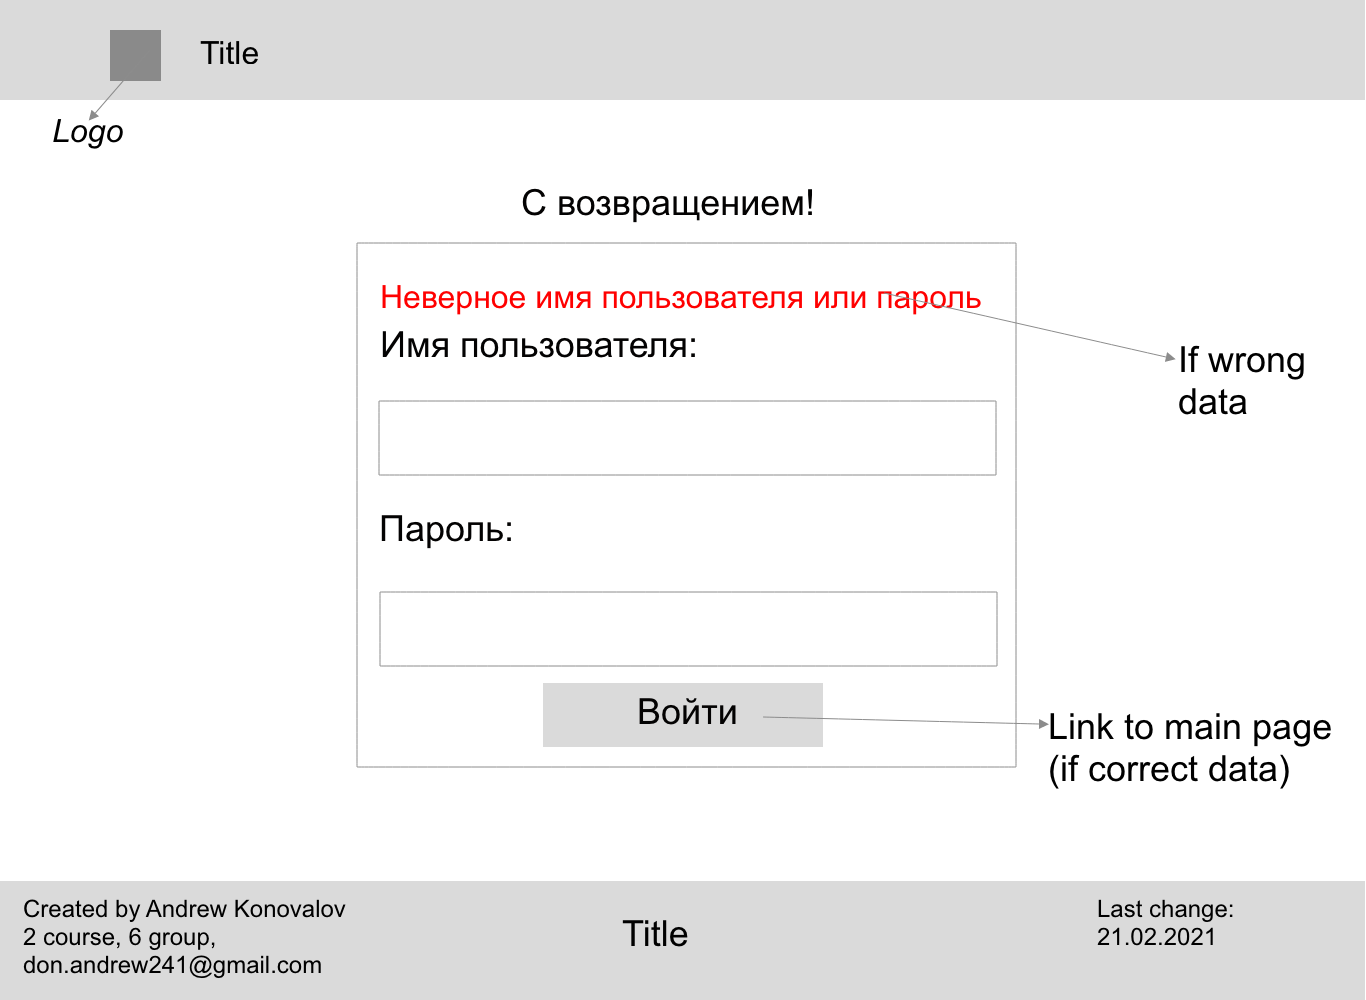 Title
Logo
С возвращением!
Неверное имя пользователя или пароль
Имя пользователя:
If wrong
data
Пароль:
Войти
Link to main page
(if correct data)
Created by Andrew Konovalov
2 course, 6 group,
don.andrew241@gmail.com
Title
Last change:
21.02.2021